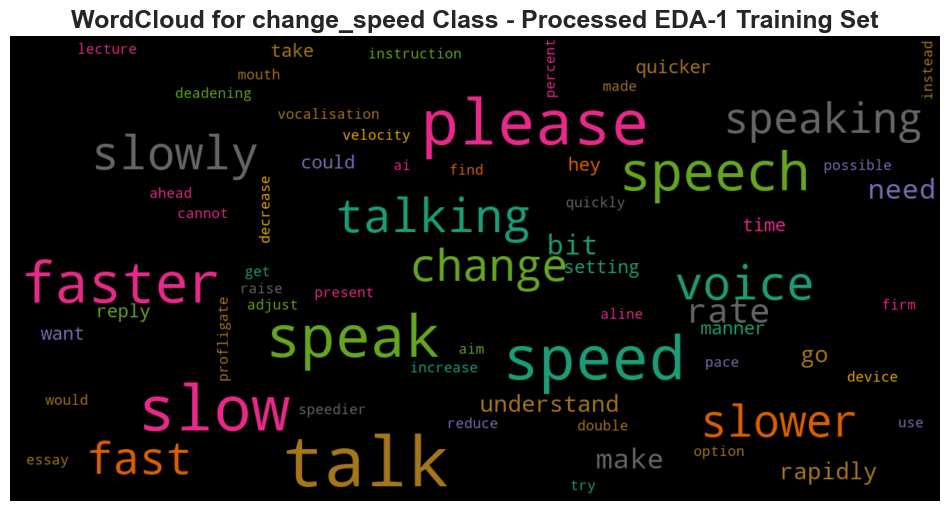 WordCloud for change_speed Class - Processed EDA-1 Training Set
lecture
take
instruction
percent
quicker
instead
mouth
made
deadening
vocalisation
please
speaking
velocity
slowly
could
ai
find
hey
speech
possible
need
ahead
decrease
quickly
cannot
talking
time
bit
change
setting
faster
get
raise
present
voice
adjust
reply
profligate
rate
firm
aline
manner
want
speak
aim
increase
speed
pace
go
device
would
slow
speedier
understand
reduce
double
slower
use
essay
fast
talk
make
option
rapidly
try